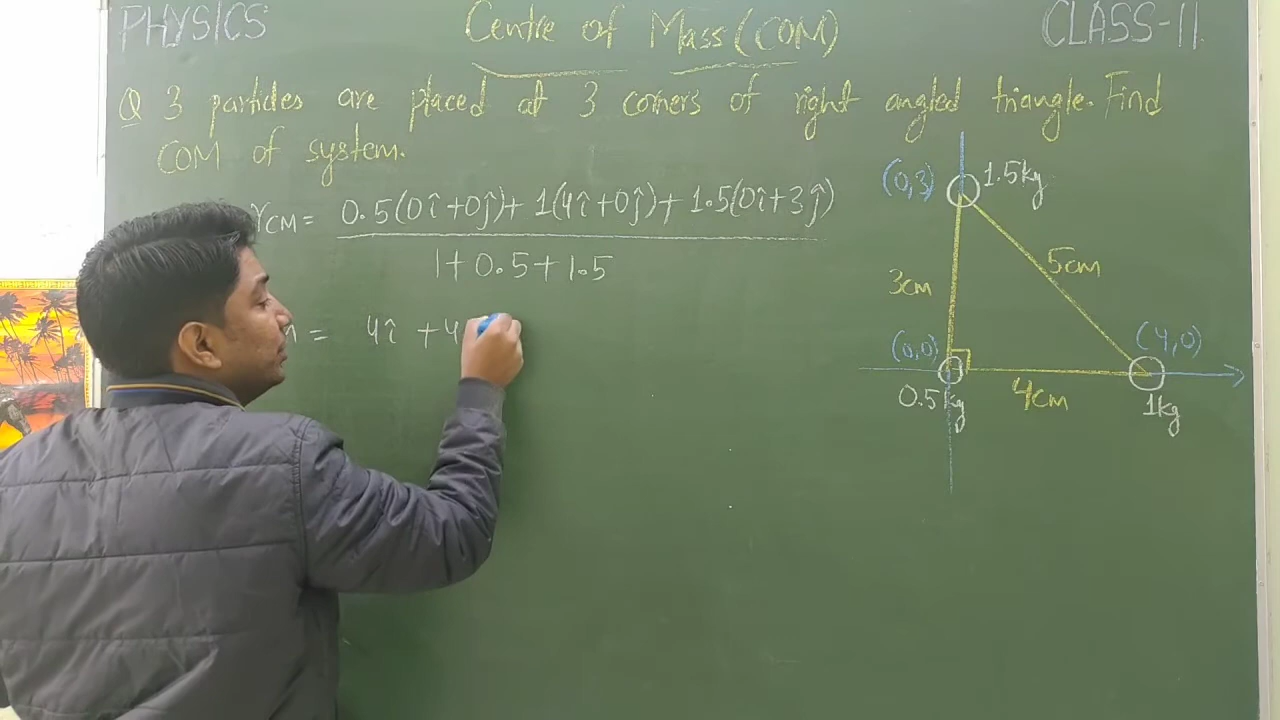 PHYSICS Centre of Mass (COM) CLASS-11
Q 3 particles are placed at 3 corners of right angled triangle. Find
COM of system.
(0,3) 1.5kg
rCM = 0.5(0î+0ĵ)+ 1(4î+0ĵ)+ 1.5(0î+3ĵ)
1+0.5+1.5
3cm 5cm
= 4î +4
(0,0) (4,0)
0.5kg 4cm 1kg